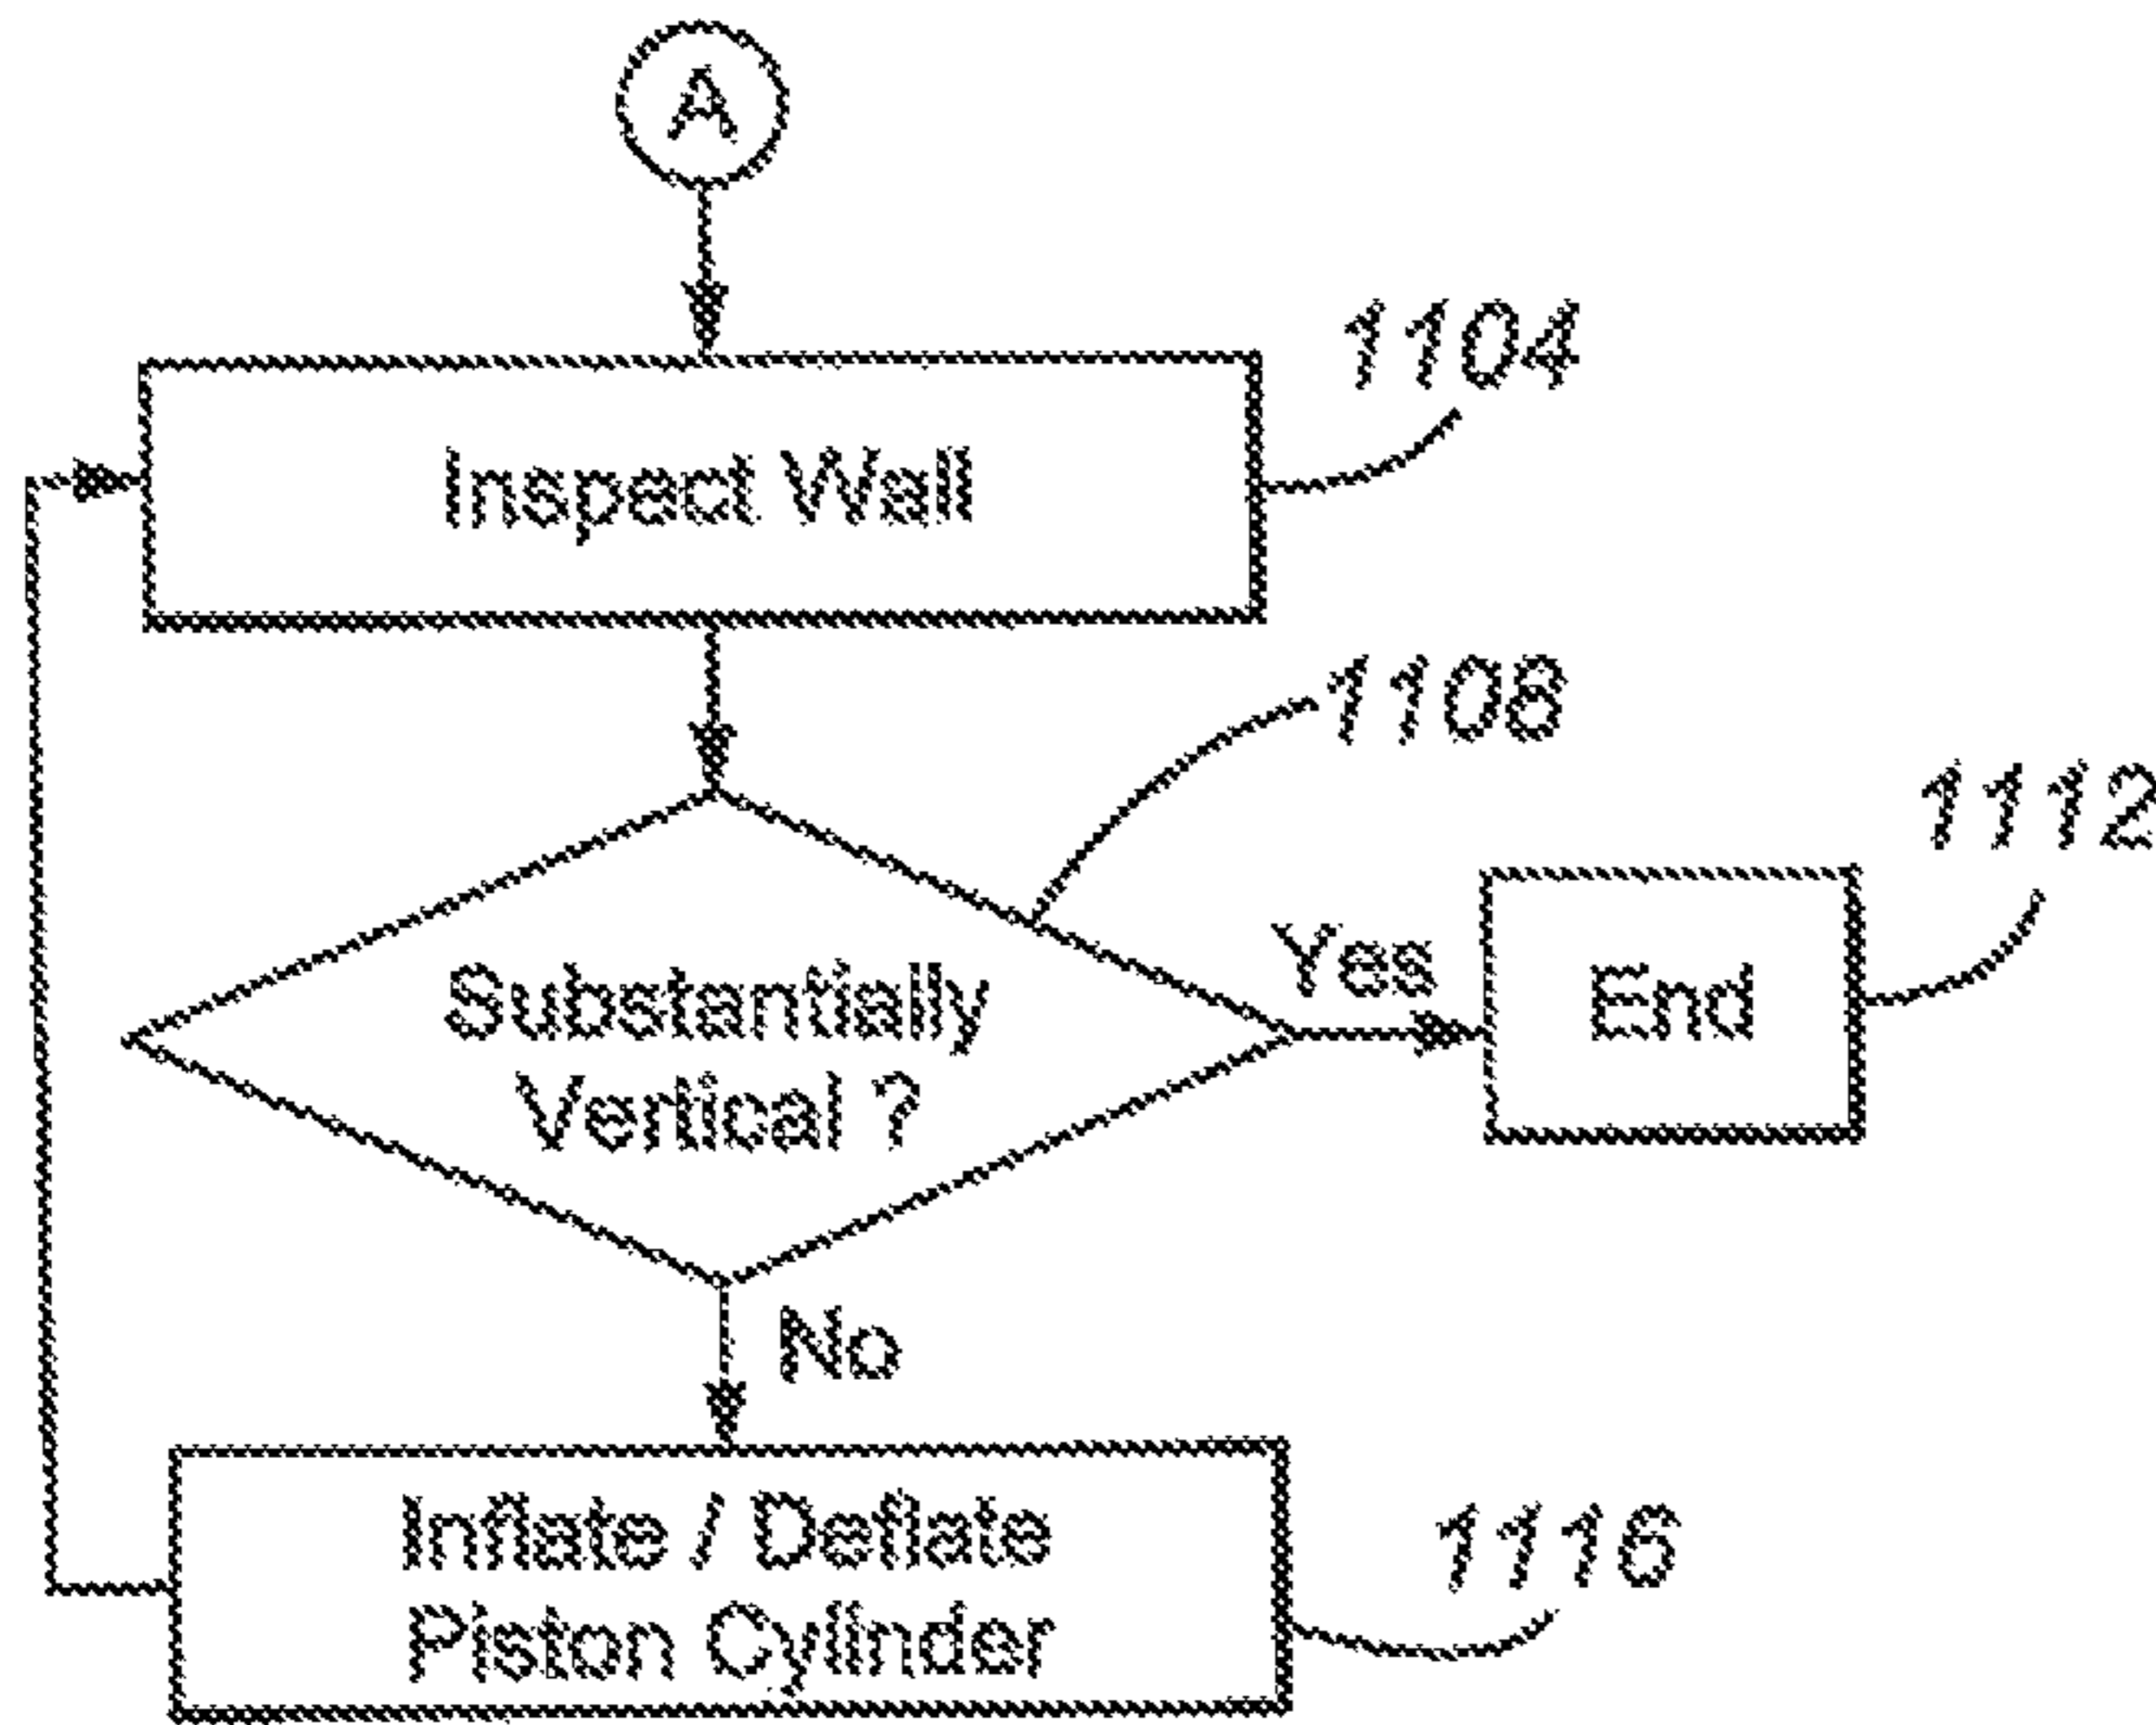 A
1104
Inspect Wall
1108
1112
Substantially
Vertical ?
Yes
End
No
Inflate / Deflate
Piston Cylinder
1116